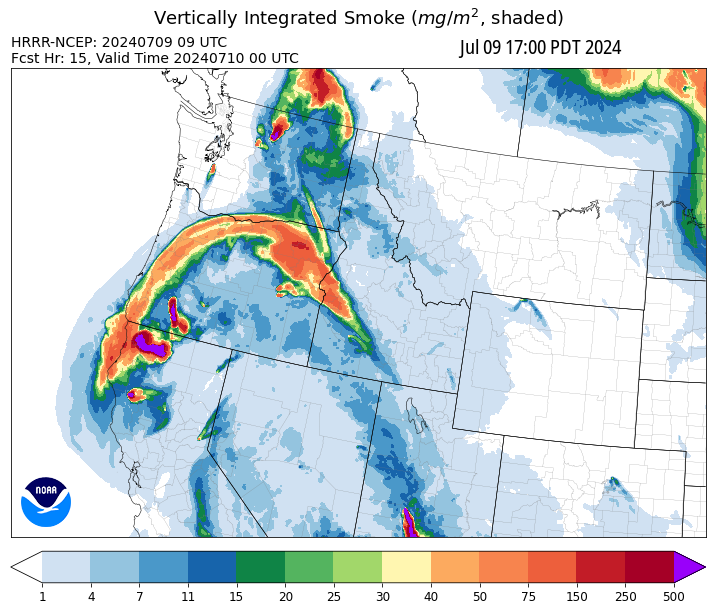 Vertically Integrated Smoke (mg/m², shaded)
HRRR-NCEP: 20240709 09 UTC
Fcst Hr: 15, Valid Time 20240710 00 UTC
Jul 09 17:00 PDT 2024
NOAA
1 4 7 11 15 20 25 30 40 50 75 150 250 500